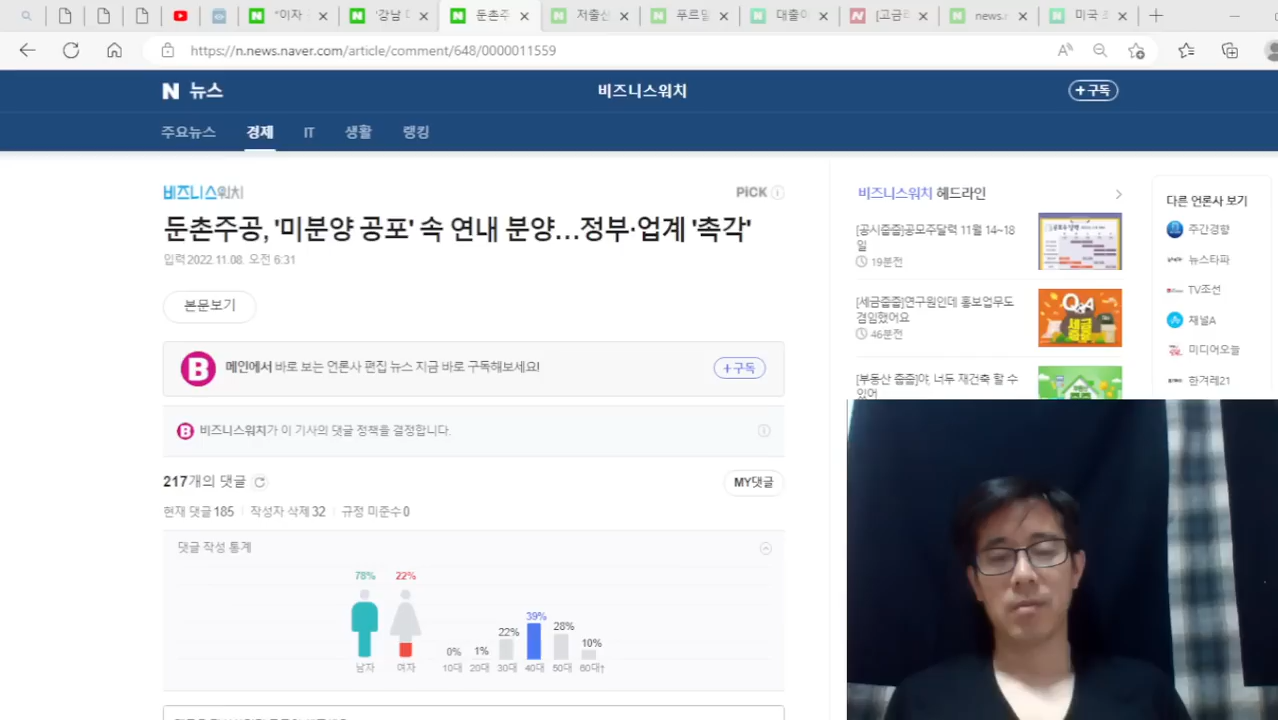 "이자
'강남
둔촌주
저출산
푸르밀
대출이
[고금리
news.n
미국
https://n.news.naver.com/article/comment/648/0000011559
N 뉴스
비즈니스워치
+구독
주요뉴스 경제 IT 생활 랭킹
비즈니스워치
PiCK
둔촌주공, '미분양 공포' 속 연내 분양…정부·업계 '촉각'
입력 2022.11.08. 오전 6:31
본문보기
B 메인에서 바로 보는 언론사 편집 뉴스 지금 바로 구독해보세요!
+구독
B 비즈니스워치가 이 기사의 댓글 정책을 결정합니다.
217개의 댓글
MY댓글
현재 댓글 185 작성자 삭제 32 규정 미준수 0
댓글 작성 통계
78% 22%
남자 여자
0% 1% 22% 39% 28% 10%
10대 20대 30대 40대 50대 60대↑
비즈니스워치 헤드라인
[공시줍줍]공모주달력 11월 14~18
일
19분전
[세금줍줍]연구원인데 홍보업무도
겸임했어요
46분전
Q&A
세금
줍줍
[부동산 줍줍]야, 너두 재건축 할 수
있어
다른 언론사 보기
주간경향
뉴스타파
TV조선
채널A
미디어오늘
한겨레21